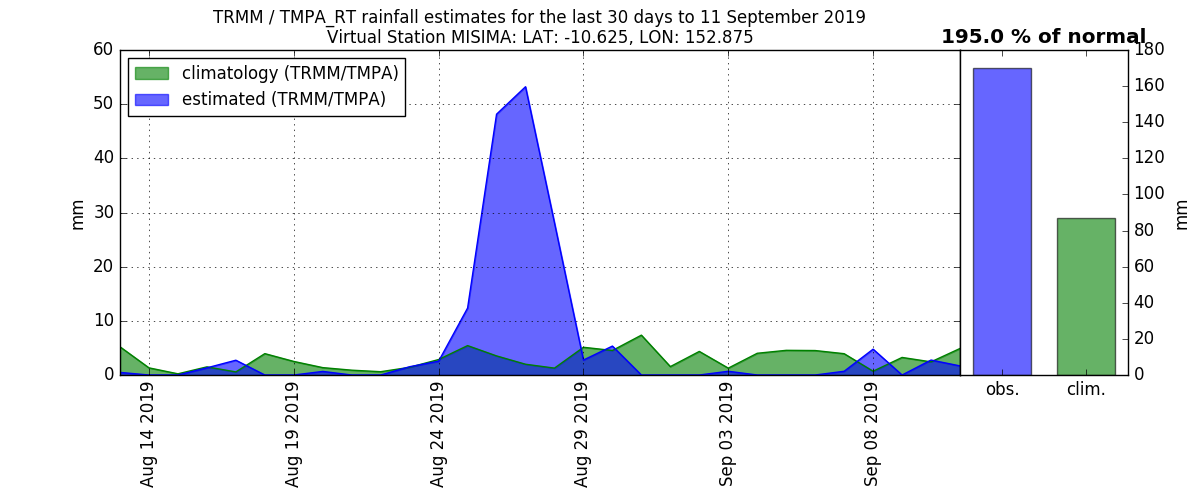 TRMM / TMPA_RT rainfall estimates for the last 30 days to 11 September 2019
Virtual Station MISIMA: LAT: -10.625, LON: 152.875
195.0 % of normal
climatology (TRMM/TMPA)
estimated (TRMM/TMPA)
60
50
40
30
20
10
0
mm
Aug 14 2019
Aug 19 2019
Aug 24 2019
Aug 29 2019
Sep 03 2019
Sep 08 2019
180
160
140
120
100
80
60
40
20
0
mm
obs.
clim.